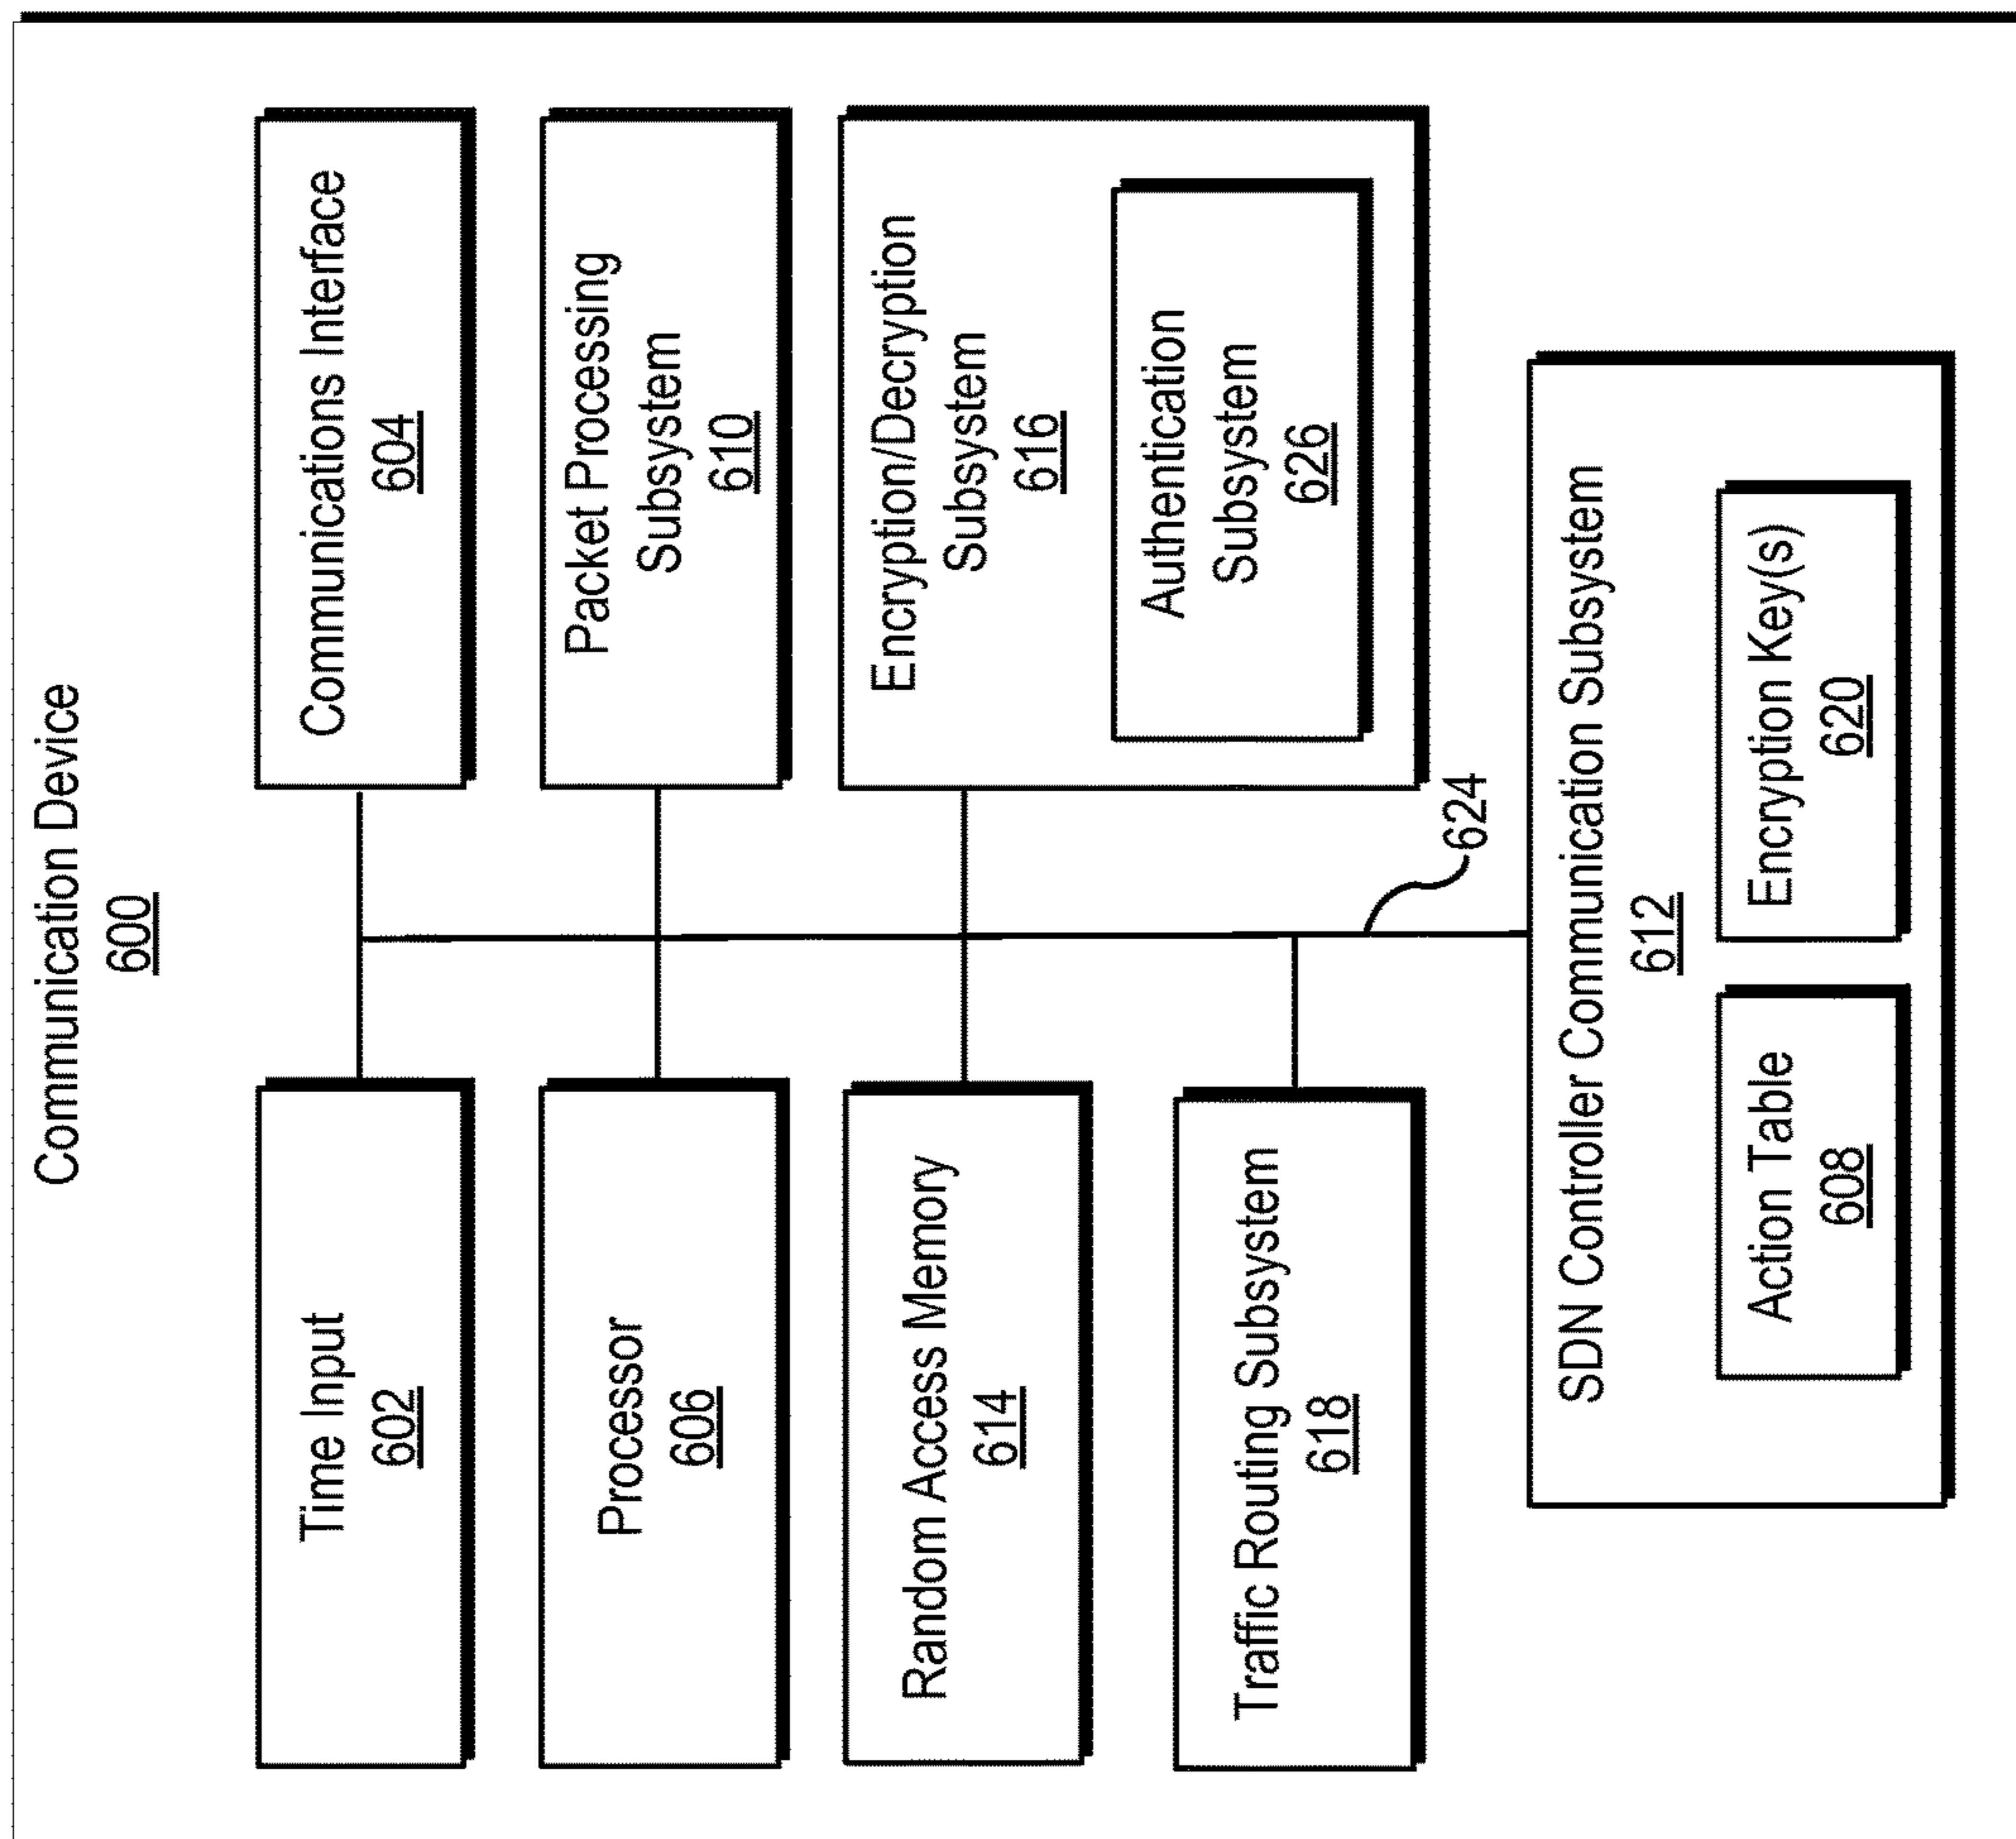 Communication Device
600
Time Input
602
Communications Interface
604
Processor
606
Packet Processing
Subsystem
610
Random Access Memory
614
Encryption/Decryption
Subsystem
616
Authentication
Subsystem
626
Traffic Routing Subsystem
618
624
SDN Controller Communication Subsystem
612
Action Table
608
Encryption Key(s)
620